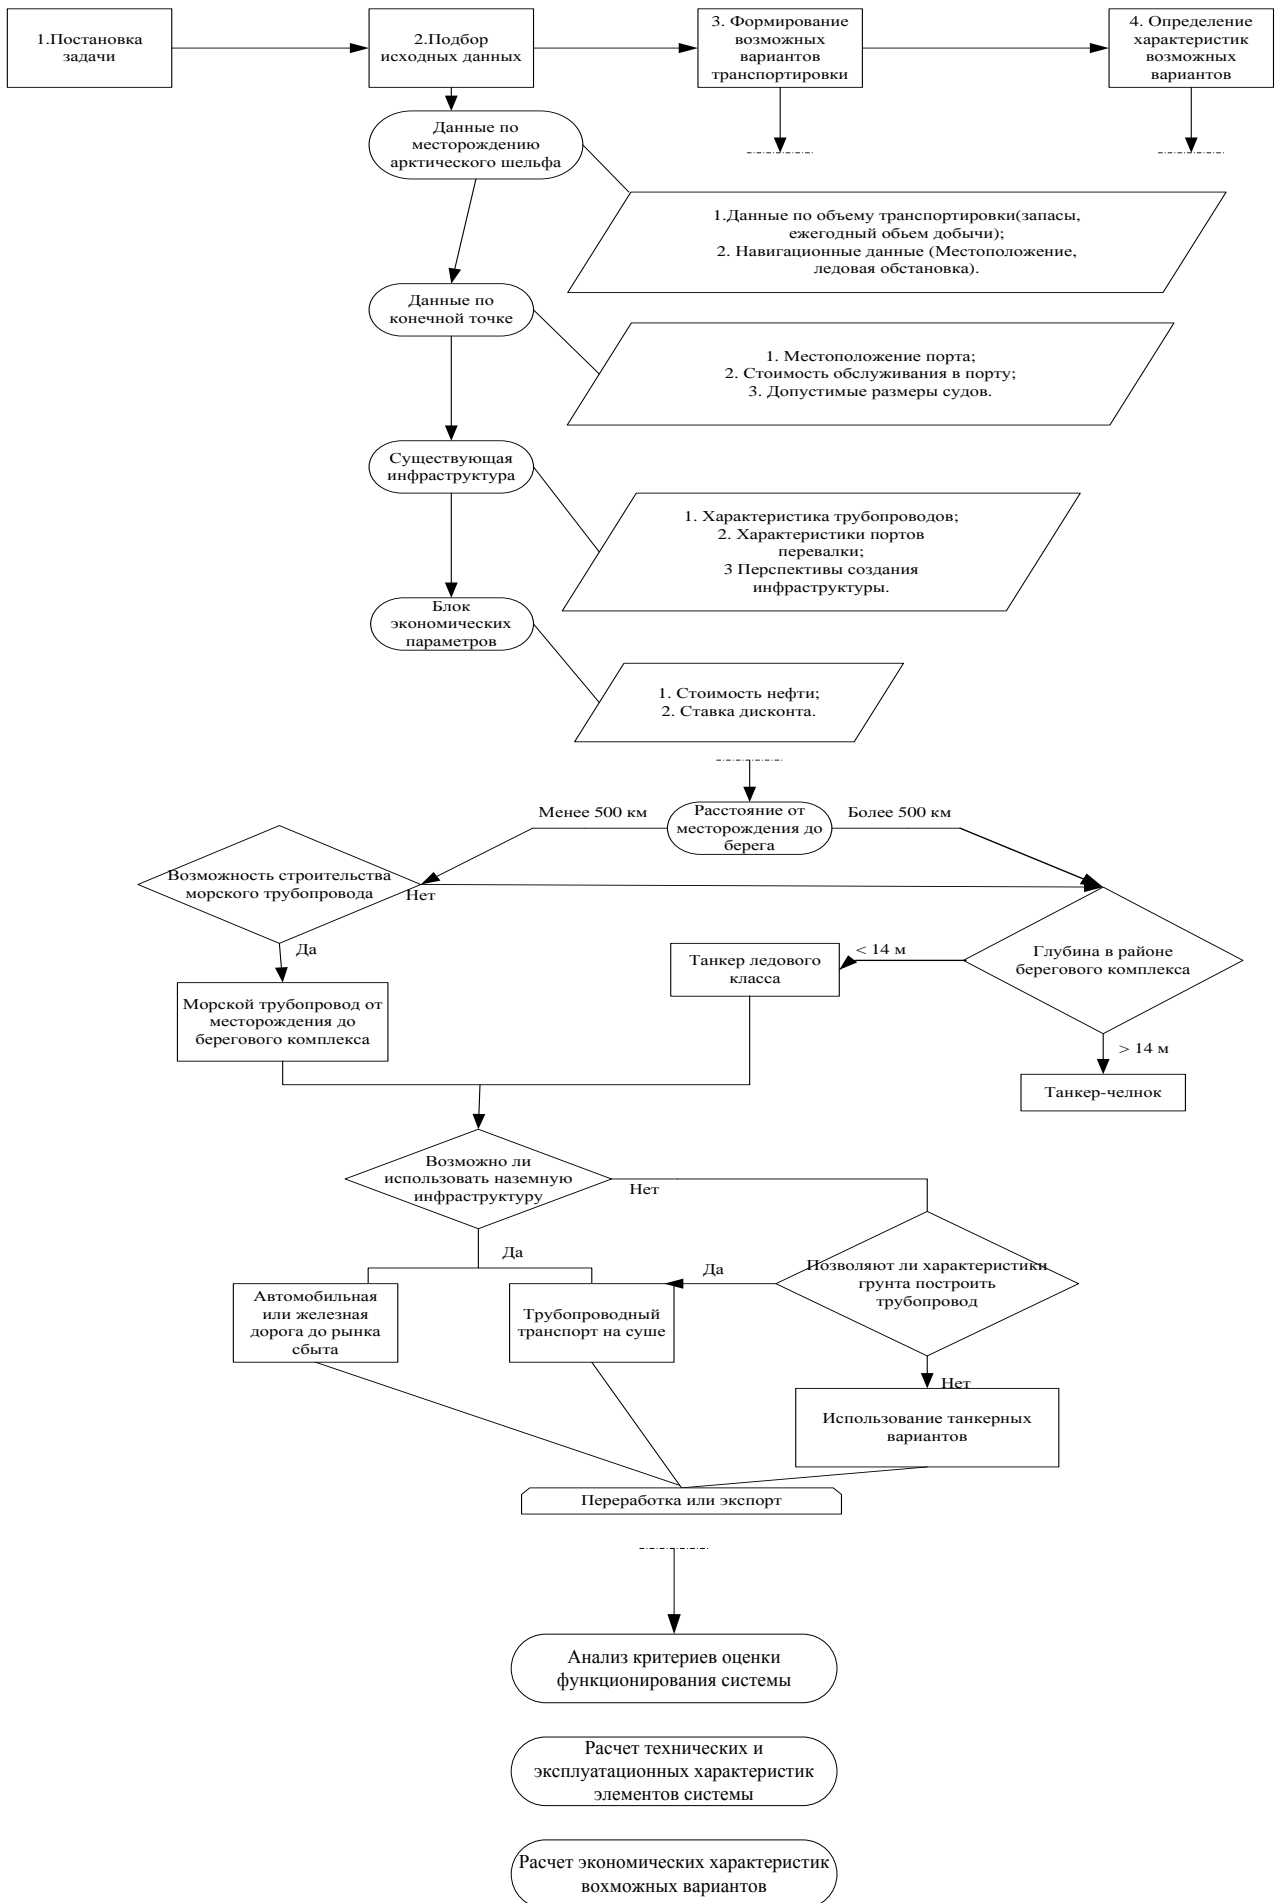 1.Постановка
задачи
2.Подбор
исходных данных
3. Формирование
возможных
вариантов
транспортировки
4. Определение
характеристик
возможных
вариантов
Данные по
месторождению
арктического шельфа
1.Данные по объему транспортировки(запасы,
ежегодный обьем добычи);
2. Навигационные данные (Местоположение,
ледовая обстановка).
Данные по
конечной точке
1. Местоположение порта;
2. Стоимость обслуживания в порту;
3. Допустимые размеры судов.
Существующая
инфраструктура
1. Характеристика трубопроводов;
2. Характеристики портов
перевалки;
3 Перспективы создания
инфраструктуры.
Блок
экономических
параметров
1. Стоимость нефти;
2. Ставка дисконта.
Менее 500 км
Расстояние от
месторождения до
берега
Более 500 км
Возможность строительства
морского трубопровода
Нет
Да
< 14 м
Глубина в районе
берегового комплекса
Танкер ледового
класса
Морской трубопровод от
месторождения до
берегового комплекса
> 14 м
Танкер-челнок
Возможно ли
использовать наземную
инфраструктуру
Нет
Да
Позволяют ли характеристики
грунта построить
трубопровод
Да
Автомобильная
или железная
дорога до рынка
сбыта
Трубопроводный
транспорт на суше
Нет
Использование танкерных
вариантов
Переработка или экспорт
Анализ критериев оценки
функционирования системы
Расчет технических и
эксплуатационных характеристик
элементов системы
Расчет экономических характеристик
вохможных вариантов